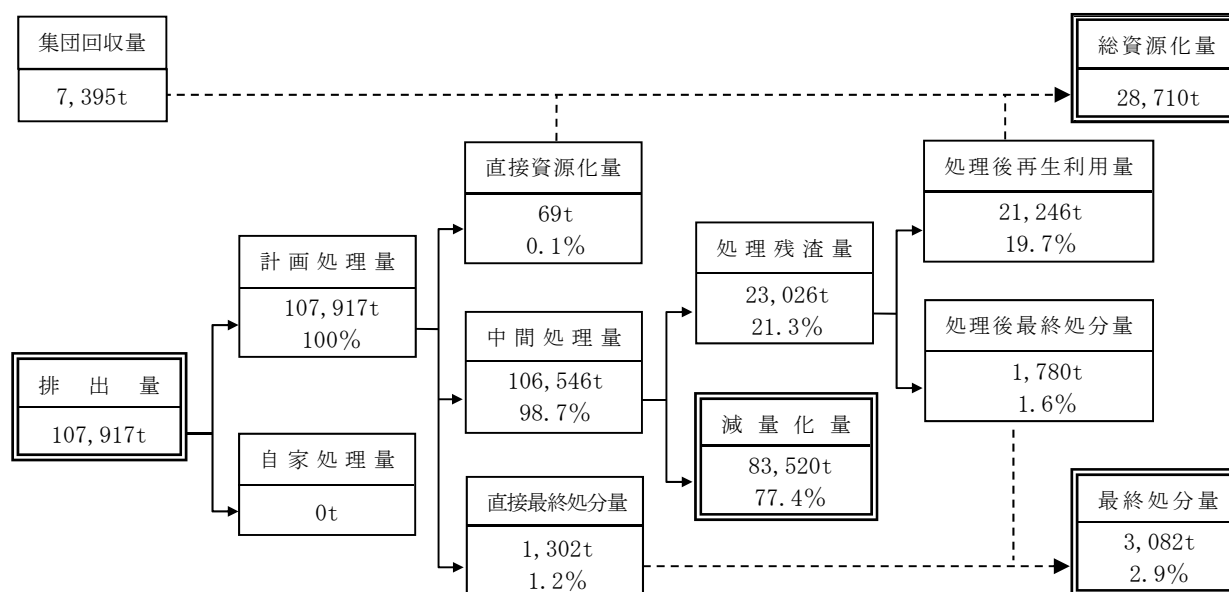 集団回収量
7,395t
総資源化量
28,710t
直接資源化量
69t
0.1%
処理後再生利用量
21,246t
19.7%
計画処理量
107,917t
100%
処理残渣量
23,026t
21.3%
中間処理量
106,546t
98.7%
処理後最終処分量
1,780t
1.6%
排出量
107,917t
減量化量
83,520t
77.4%
自家処理量
0t
直接最終処分量
1,302t
1.2%
最終処分量
3,082t
2.9%